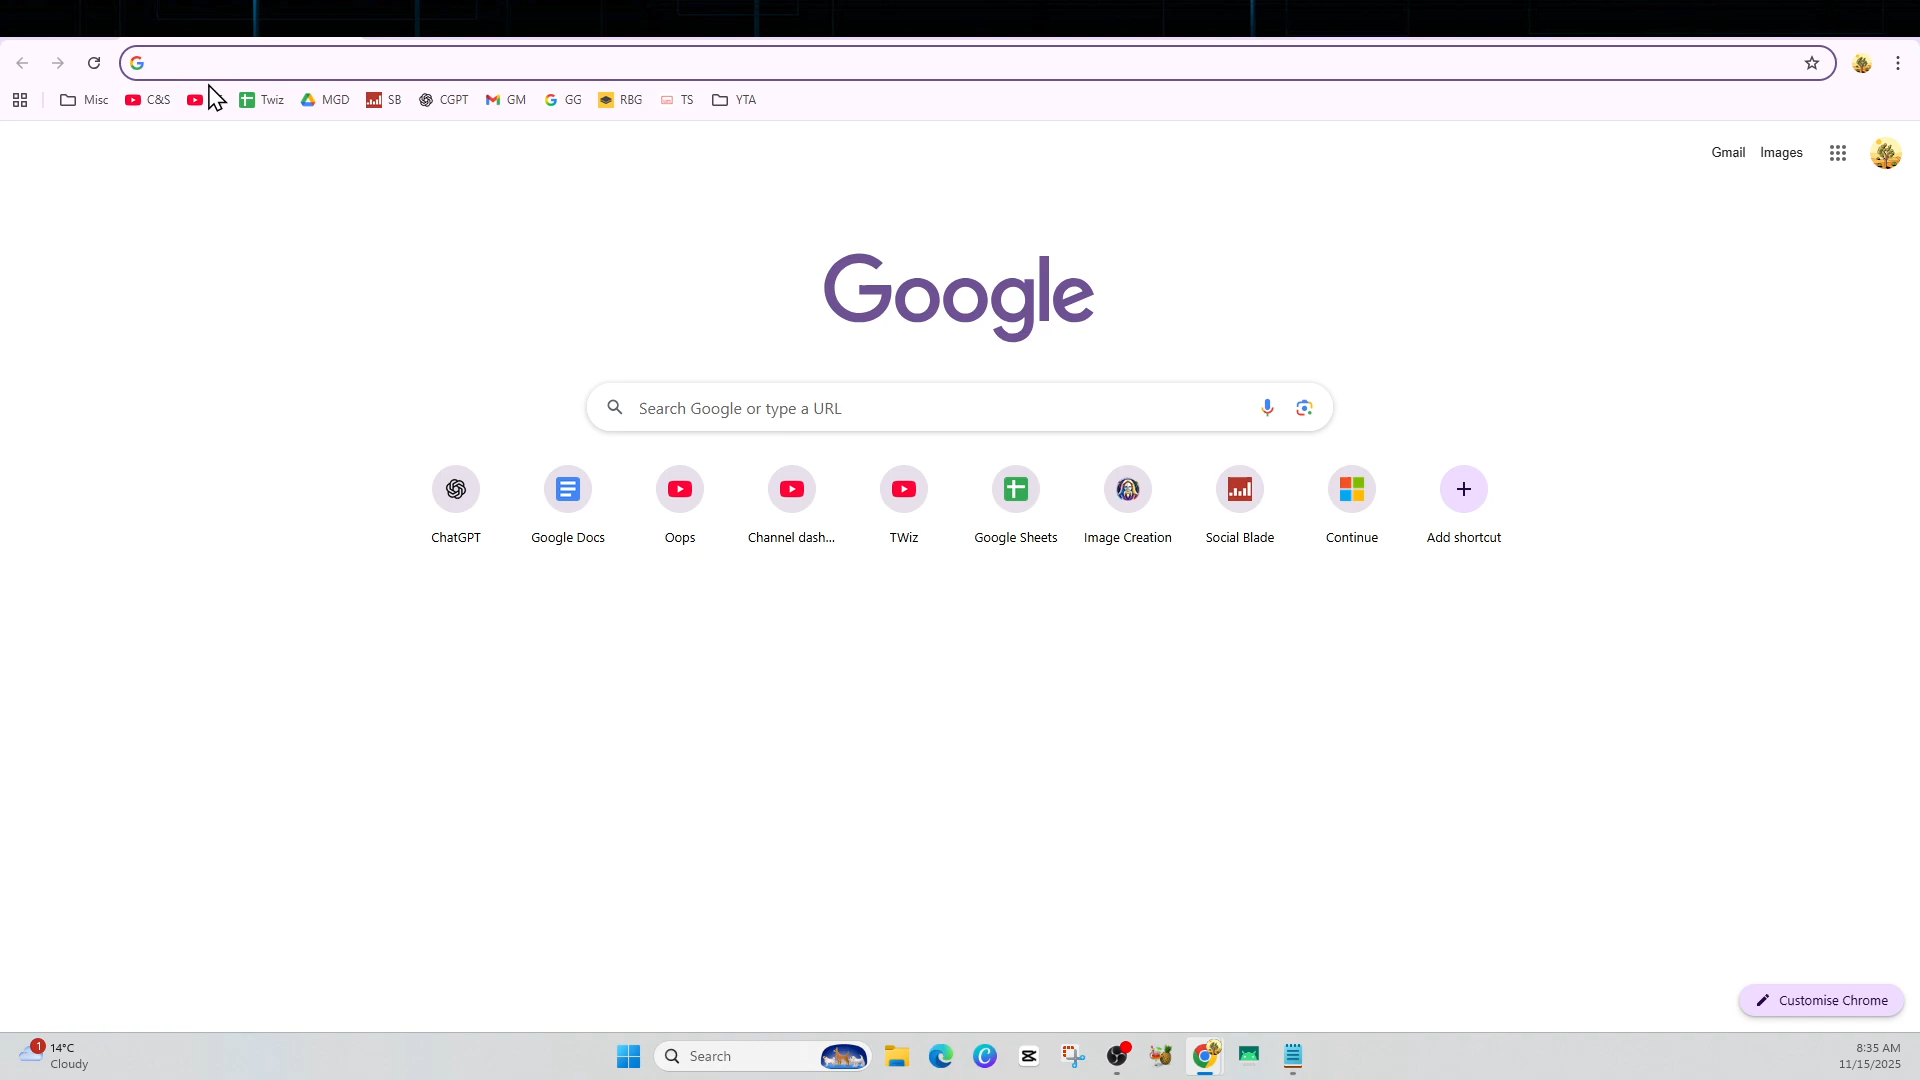 Misc C&S Twiz MGD SB CGPT GM GG RBG TS YTA
Gmail Images
Google
Search Google or type a URL
ChatGPT Google Docs Oops Channel dash... TWiz Google Sheets Image Creation Social Blade Continue Add shortcut
Customise Chrome
1 14°C
Cloudy
Search
8:35 AM
11/15/2025